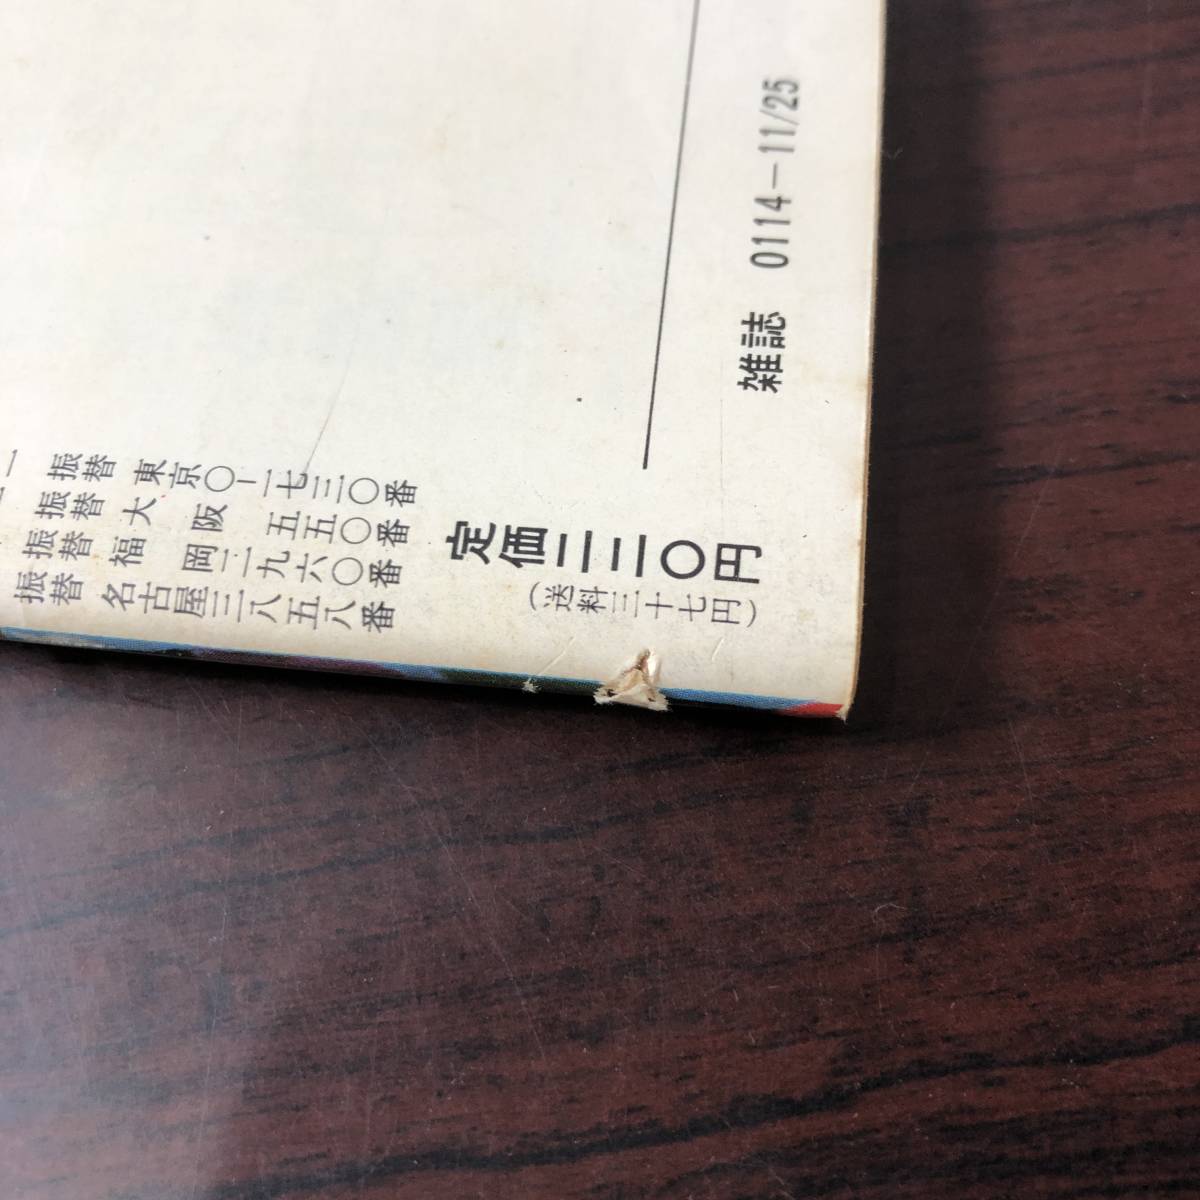 雑誌 0114-11/25
振替 東京〇-一七三〇番
振替 大阪 五五〇番
振替 福岡二九六〇番
振替 名古屋三八五八番
定価二二〇円
(送料三十七円)